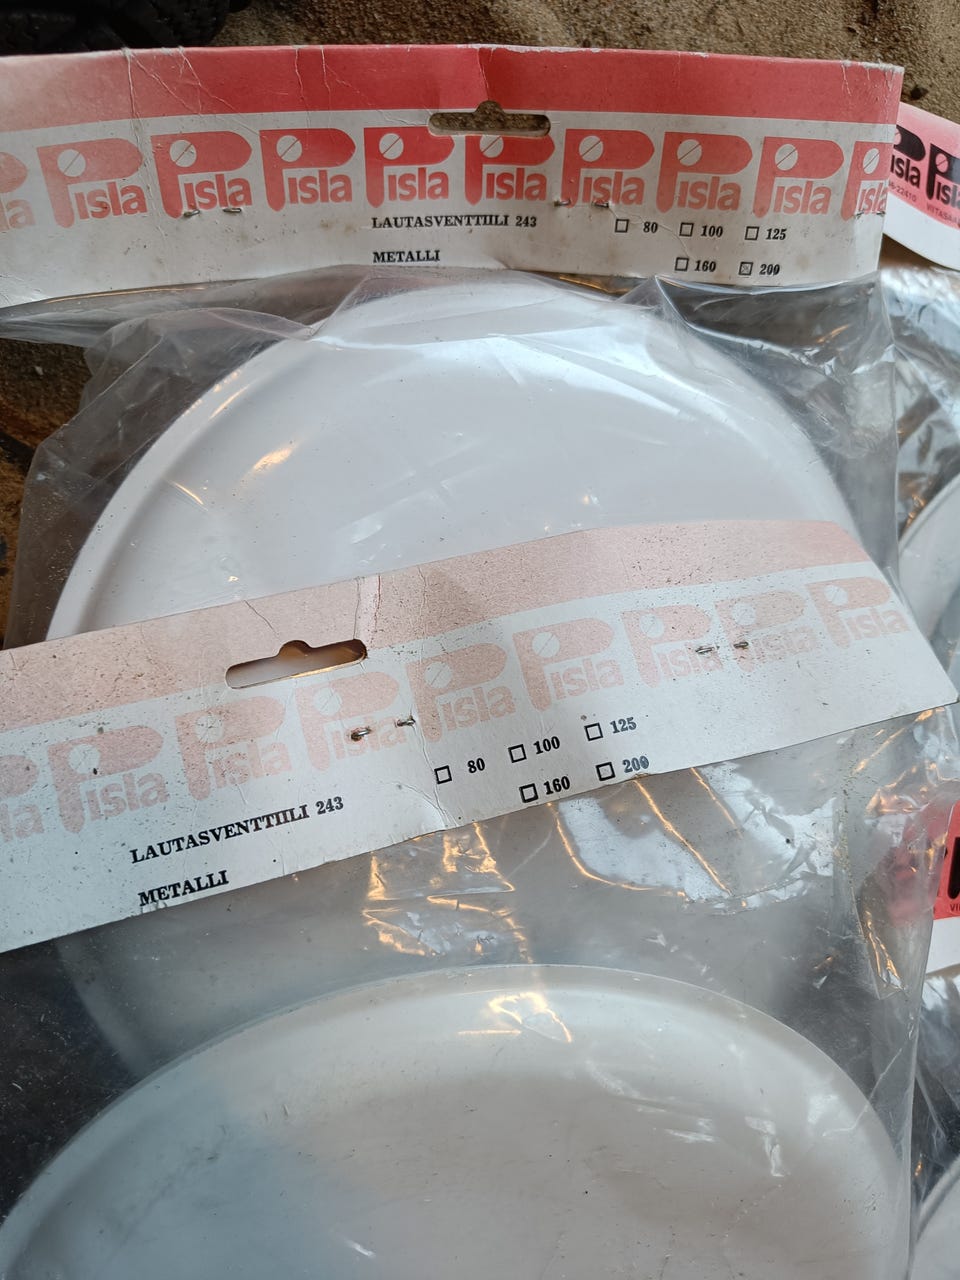 Pisla Pisla Pisla Pisla Pisla Pisla Pisla Pisla
LAUTASVENTTIILI 243 ☐ 80 ☐ 100 ☐ 125
METALLI ☐ 160 ☒ 200
Pisla Pisla Pisla Pisla Pisla Pisla Pisla Pisla
☐ 80 ☐ 100 ☐ 125
☐ 160 ☐ 200
LAUTASVENTTIILI 243
METALLI